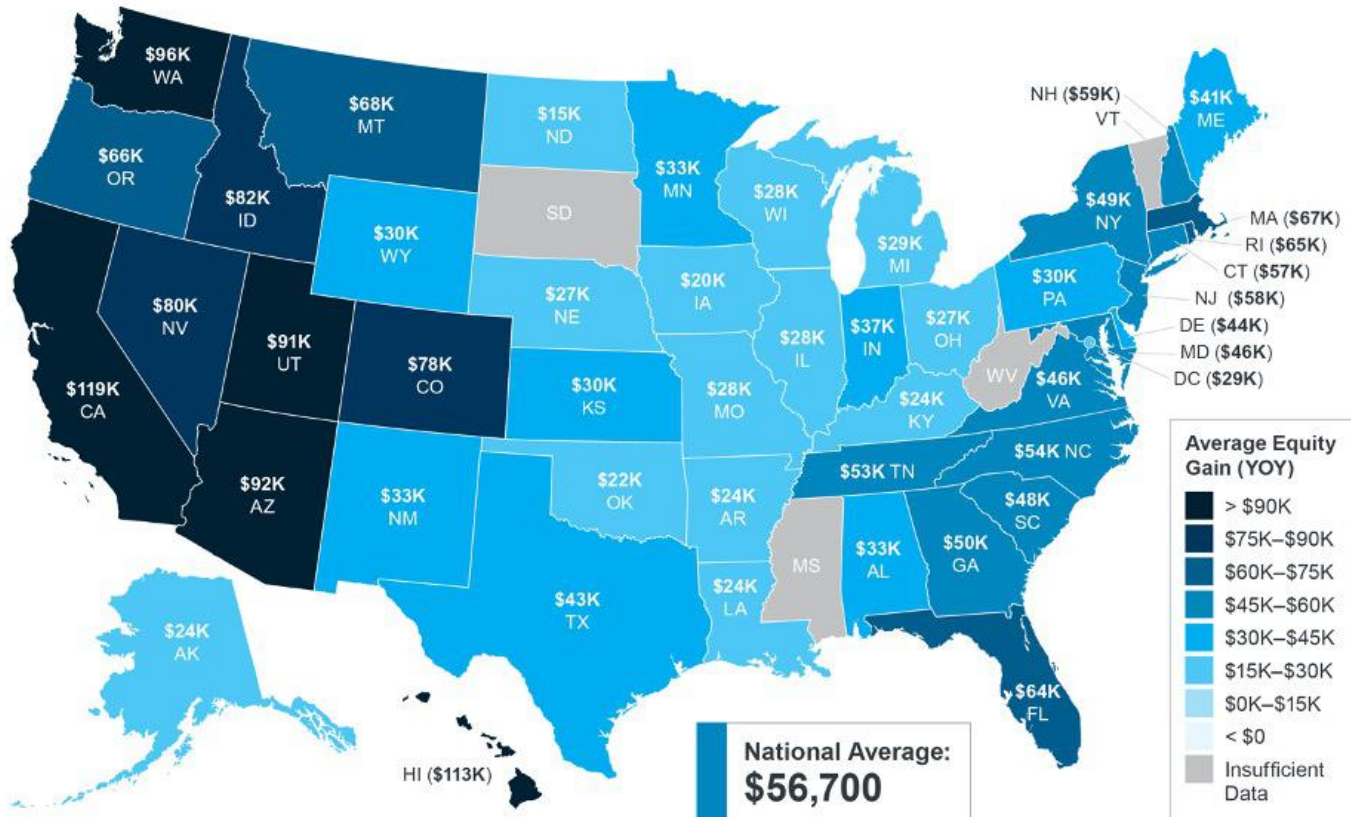 $96K
WA
$68K
MT
$15K
ND
$33K
MN
NH ($59K)
VT
$41K
ME
$66K
OR
$82K
ID
$30K
WY
SD
$28K
WI
$29K
MI
$49K
NY
MA ($67K)
RI ($65K)
CT ($57K)
NJ ($58K)
DE ($44K)
MD ($46K)
DC ($29K)
$119K
CA
$80K
NV
$91K
UT
$78K
CO
$27K
NE
$20K
IA
$28K
IL
$37K
IN
$27K
OH
$30K
PA
WV
$46K
VA
$30K
KS
$28K
MO
$24K
KY
$92K
AZ
$33K
NM
$22K
OK
$24K
AR
$53K TN
$54K NC
$48K
SC
$43K
TX
$24K
LA
MS
$33K
AL
$50K
GA
$64K
FL
$24K
AK
HI ($113K)
National Average:
$56,700
Average Equity
Gain (YOY)
> $90K
$75K–$90K
$60K–$75K
$45K–$60K
$30K–$45K
$15K–$30K
$0K–$15K
< $0
Insufficient
Data